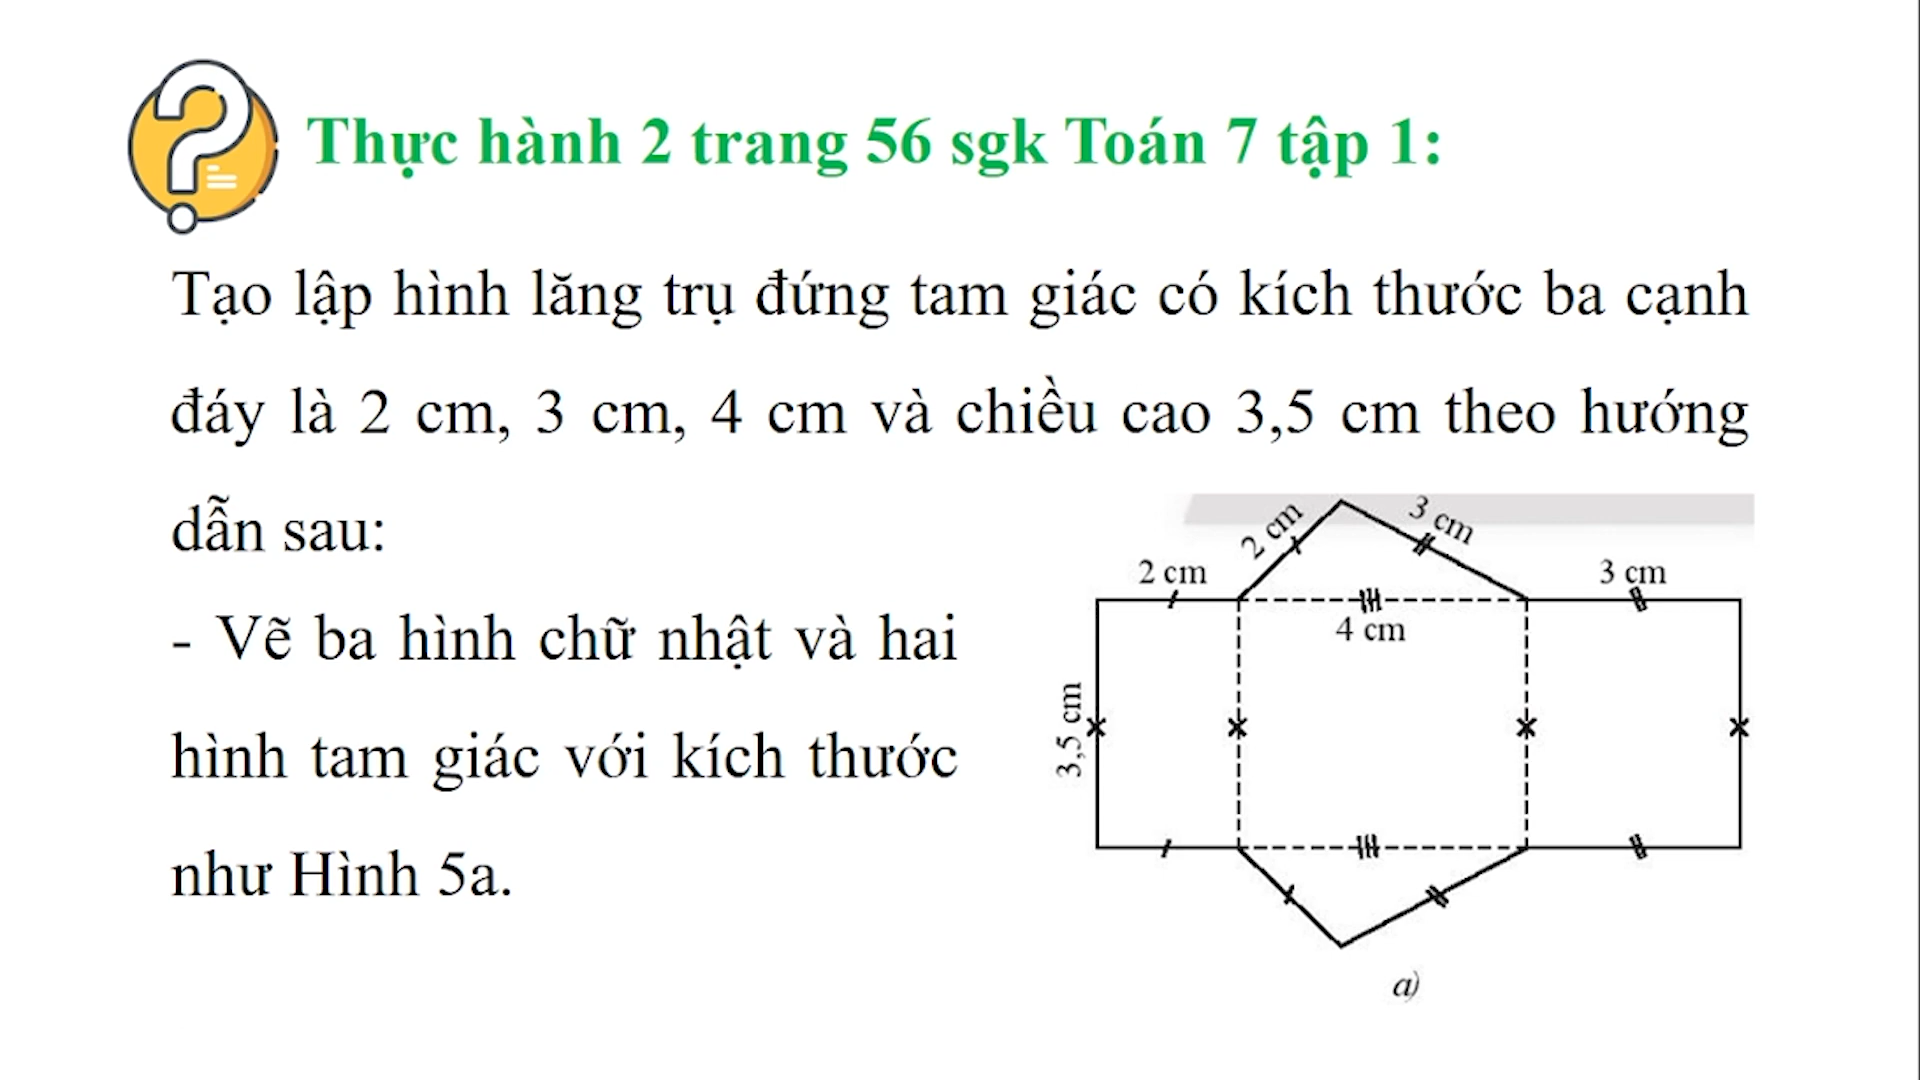 Thực hành 2 trang 56 sgk Toán 7 tập 1:
Tạo lập hình lăng trụ đứng tam giác có kích thước ba cạnh
đáy là 2 cm, 3 cm, 4 cm và chiều cao 3,5 cm theo hướng
dẫn sau:
- Vẽ ba hình chữ nhật và hai
hình tam giác với kích thước
như Hình 5a.
2 cm
3 cm
2 cm
3 cm
4 cm
3,5 cm
a)